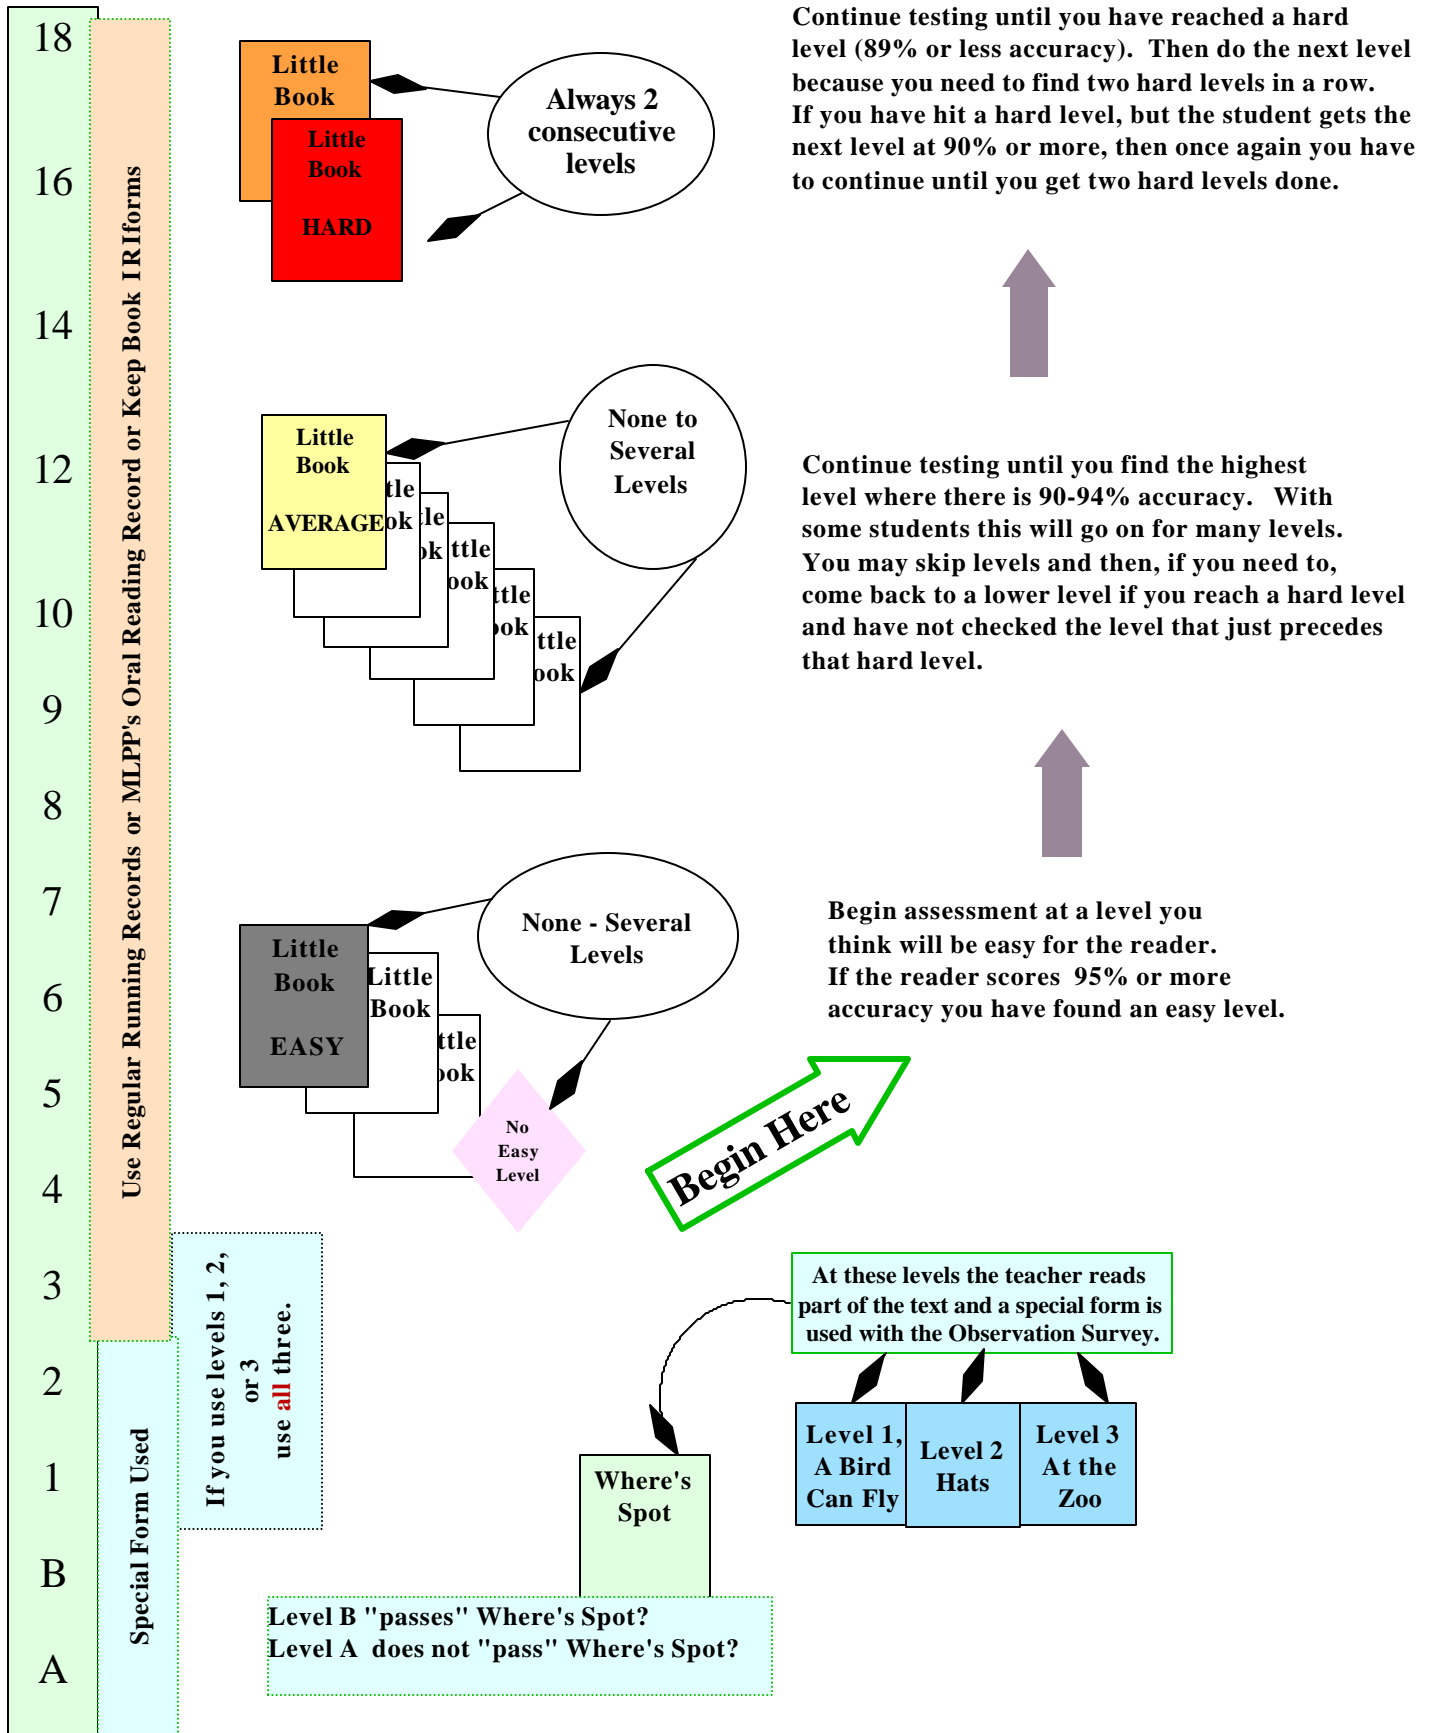 18
16
14
12
10
9
8
7
6
5
4
3
2
1
B
A
Use Regular Running Records or MLPP's Oral Reading Record or Keep Book IRIforms
Special Form Used
If you use levels 1, 2,
or 3
use all three.
Little
Book
Little
Book
HARD
Always 2
consecutive
levels
Continue testing until you have reached a hard
level (89% or less accuracy).  Then do the next level
because you need to find two hard levels in a row.
If you have hit a hard level, but the student gets the
next level at 90% or more, then once again you have
to continue until you get two hard levels done.
Little
Book
AVERAGE
tle
ok
tle
ok
ttle
ook
ttle
ook
ttle
ook
None to
Several
Levels
Continue testing until you find the highest
level where there is 90-94% accuracy.   With
some students this will go on for many levels.
You may skip levels and then, if you need to,
come back to a lower level if you reach a hard level
and have not checked the level that just precedes
that hard level.
Little
Book
EASY
Little
Book
ttle
ook
No
Easy
Level
None - Several
Levels
Begin assessment at a level you
think will be easy for the reader.
If the reader scores  95% or more
accuracy you have found an easy level.
Begin Here
At these levels the teacher reads
part of the text and a special form is
used with the Observation Survey.
Where's
Spot
Level 1,
A Bird
Can Fly
Level 2
Hats
Level 3
At the
Zoo
Level B "passes" Where's Spot?
Level A  does not "pass" Where's Spot?